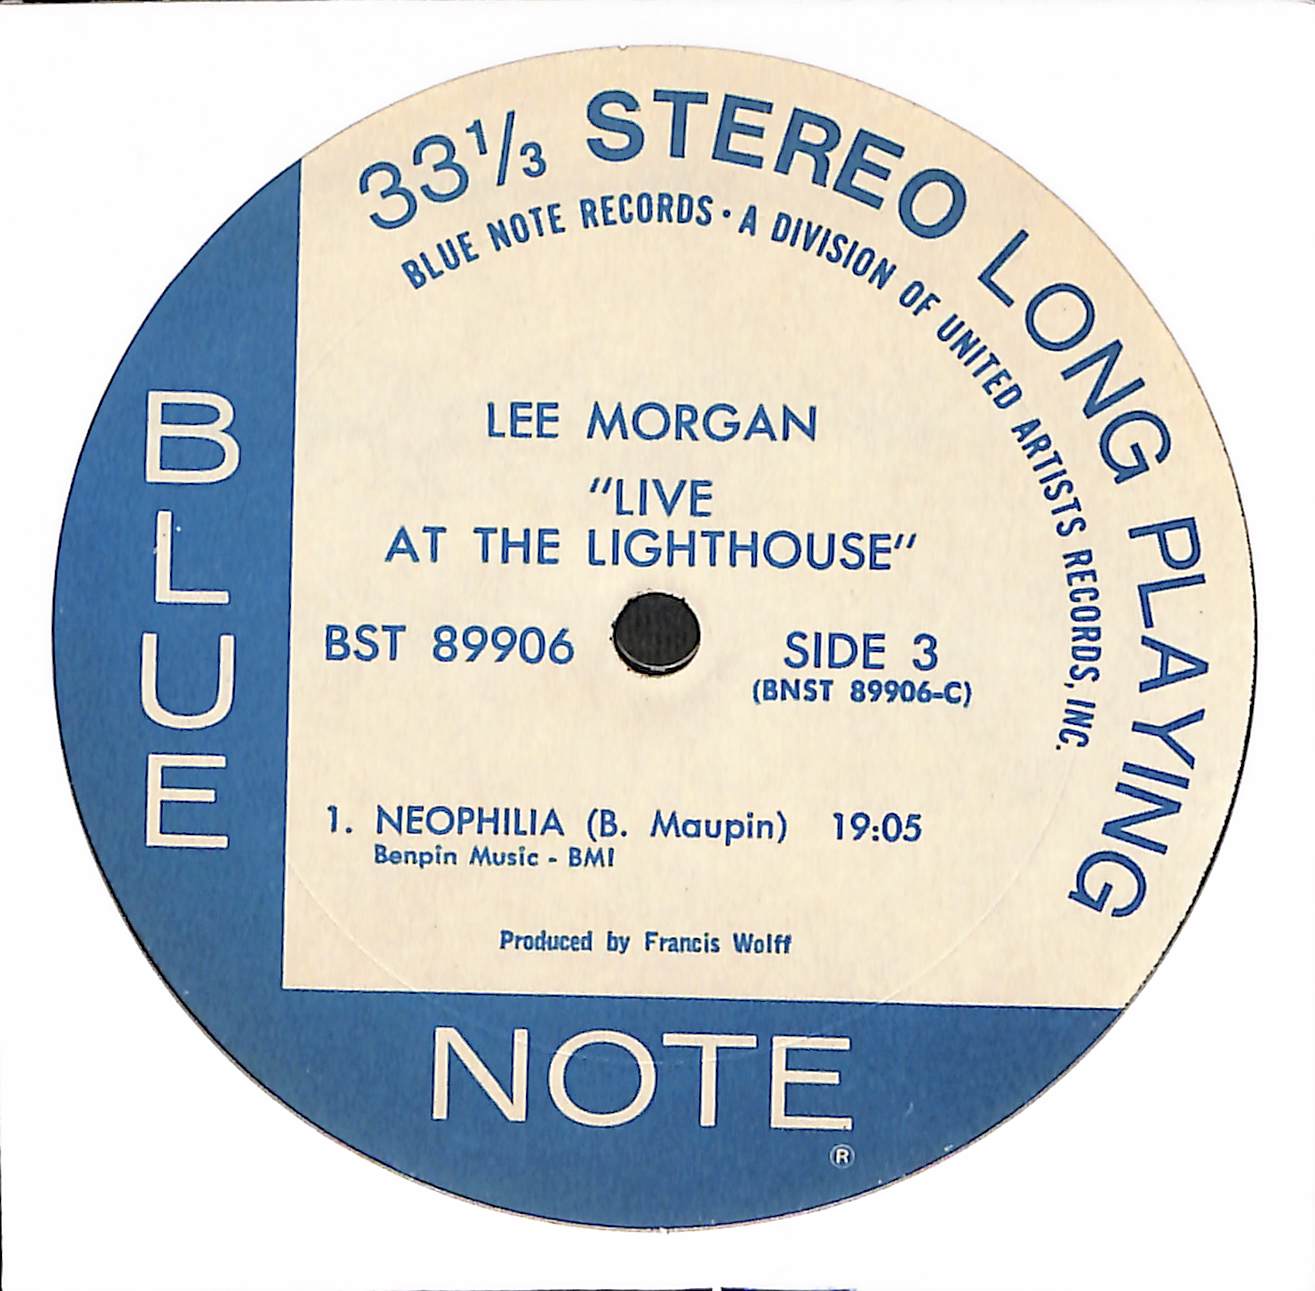 33 1/3 STEREO LONG PLAYING
BLUE NOTE RECORDS · A DIVISION OF UNITED ARTISTS RECORDS, INC.
LEE MORGAN
"LIVE
AT THE LIGHTHOUSE"
BST 89906
SIDE 3
(BNST 89906-C)
1. NEOPHILIA (B. Maupin) 19:05
Benpin Music - BMI
Produced by Francis Wolff
BLUE
NOTE
®